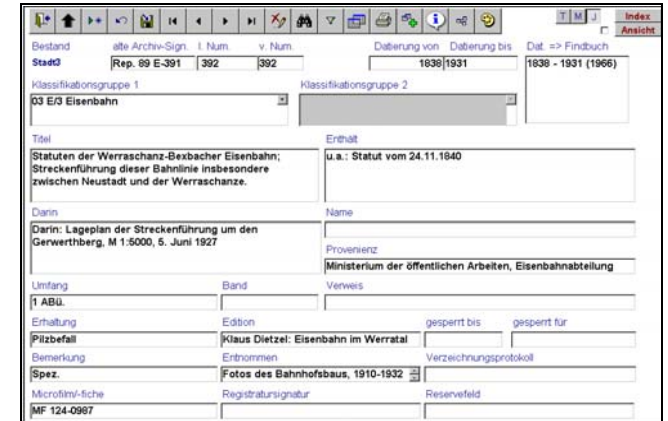 T M J Index
Ansicht
Bestand alte Archiv-Sign. l. Num. v. Num. Datierung von Datierung bis Dat. => Findbuch
Stadt3 Rep. 89 E-391 392 392 1838 1931 1838 - 1931 (1966)
Klassifikationsgruppe 1 Klassifikationsgruppe 2
03 E/3 Eisenbahn
Titel Enthält
Statuten der Werraschanz-Bexbacher Eisenbahn; u.a.: Statut vom 24.11.1840
Streckenführung dieser Bahnlinie insbesondere
zwischen Neustadt und der Werraschanze.
Darin Name
Darin: Lageplan der Streckenführung um den
Gerwerthberg, M 1:5000, 5. Juni 1927
Provenienz
Ministerium der öffentlichen Arbeiten, Eisenbahnabteilung
Umfang Band Verweis
1 ABü.
Erhaltung Edition gesperrt bis gesperrt für
Pilzbefall Klaus Dietzel: Eisenbahn im Werratal
Bemerkung Entnommen Verzeichnungsprotokoll
Spez. Fotos des Bahnhofsbaus, 1910-1932
Microfilm/-fiche Registratursignatur Reservefeld
MF 124-0987